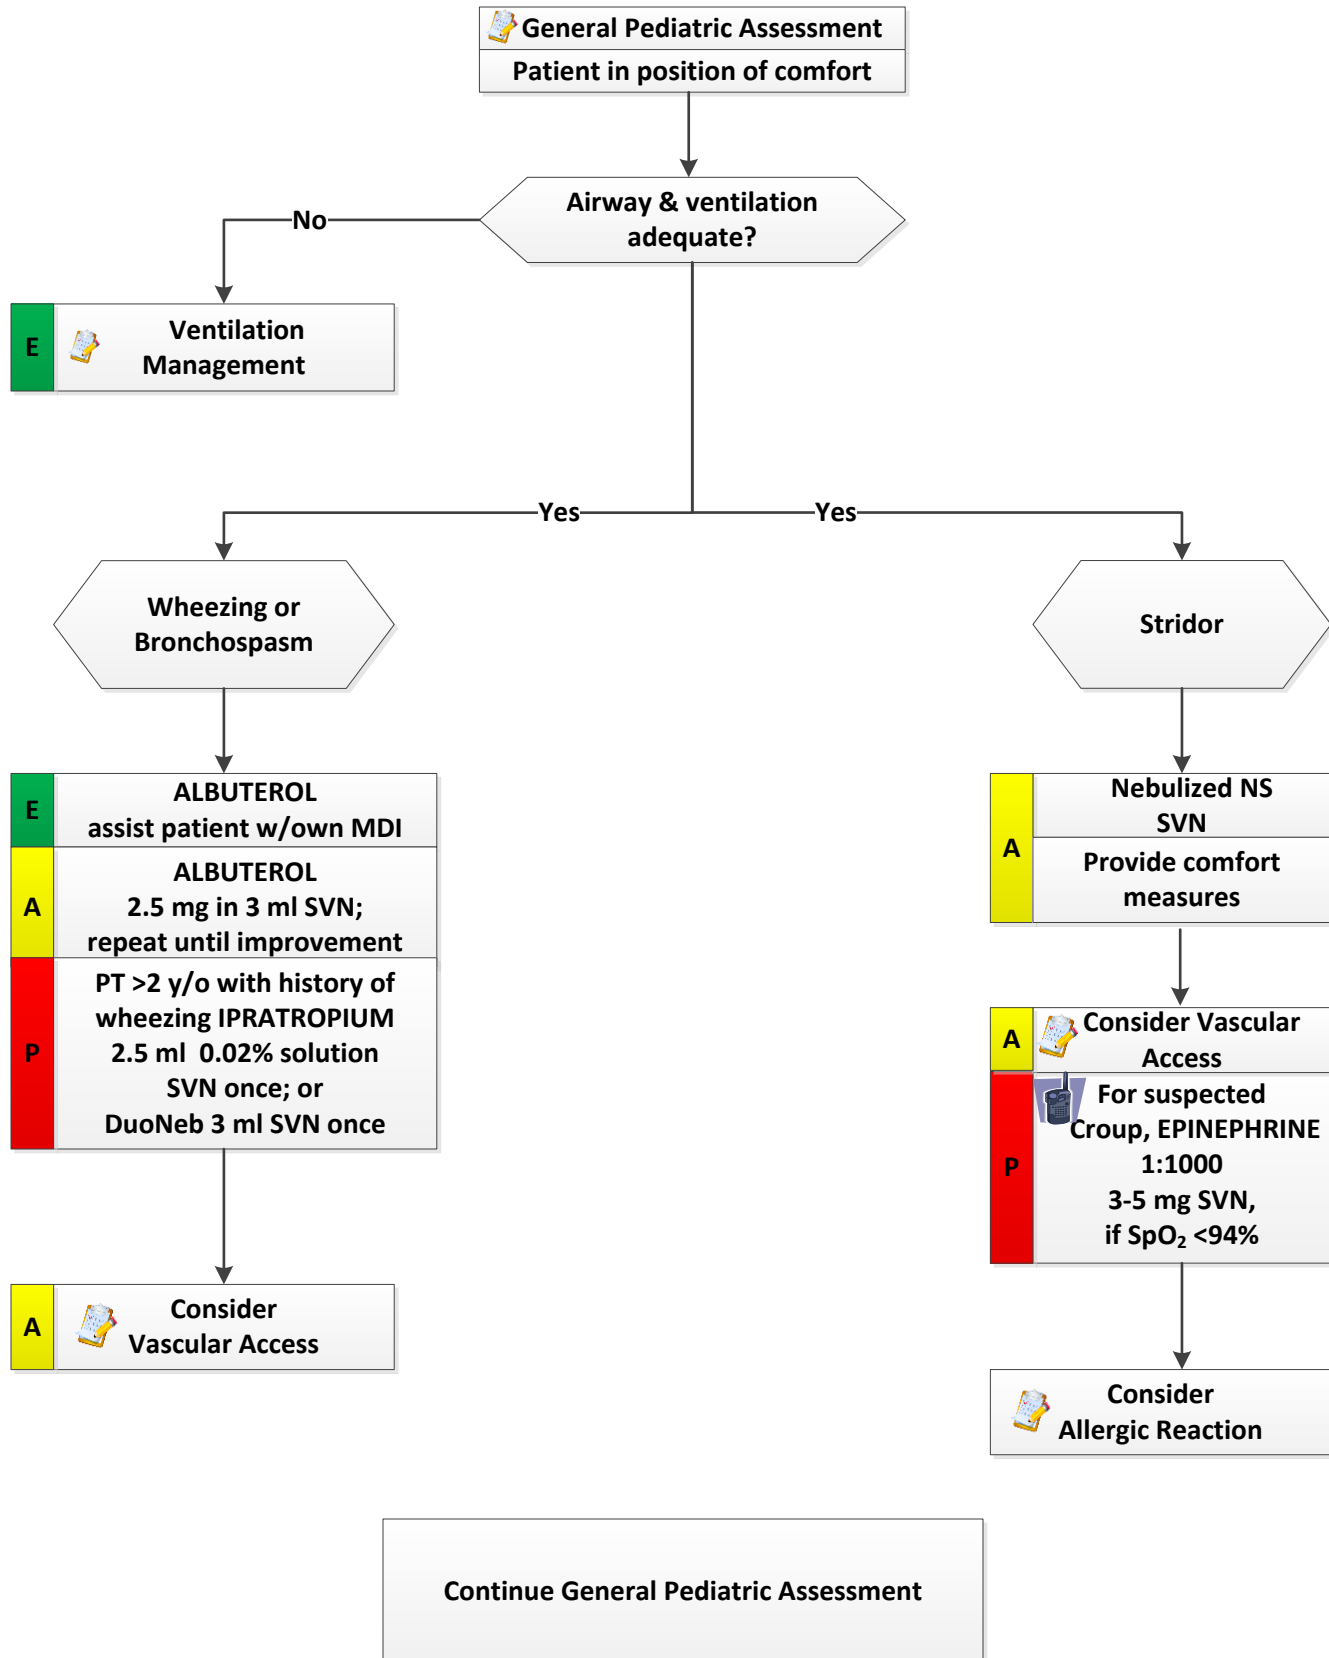 General Pediatric Assessment
Patient in position of comfort
Airway & ventilation
adequate?
No
E
Ventilation
Management
Yes
Yes
Wheezing or
Bronchospasm
Stridor
E
ALBUTEROL
assist patient w/own MDI
A
ALBUTEROL
2.5 mg in 3 ml SVN;
repeat until improvement
P
PT >2 y/o with history of
wheezing IPRATROPIUM
2.5 ml 0.02% solution
SVN once; or
DuoNeb 3 ml SVN once
A
Consider
Vascular Access
A
Nebulized NS
SVN
Provide comfort
measures
A
Consider Vascular
Access
P
For suspected
Croup, EPINEPHRINE
1:1000
3-5 mg SVN,
if SpO₂ <94%
Consider
Allergic Reaction
Continue General Pediatric Assessment